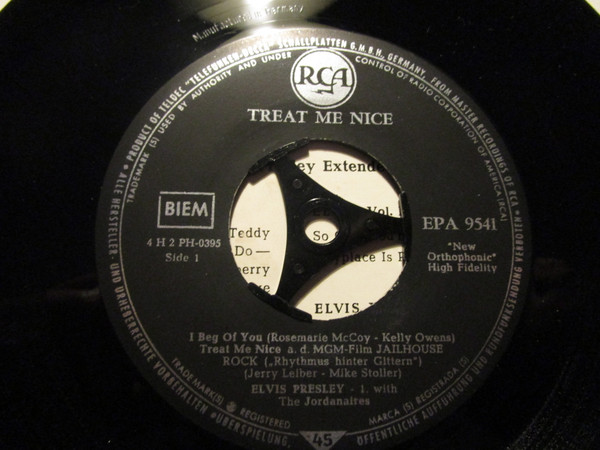 Manufactured in Germany
PRODUCT OF TELDEC "TELEFUNKEN-DECCA" SCHALLPLATTEN G.M.B.H. GERMANY, FROM MASTER RECORDINGS OF RCA
TRADEMARK (S) USED BY AUTHORITY AND UNDER CONTROL OF RADIO CORPORATION OF AMERICA (RCA)
RCA
TREAT ME NICE
BIEM
4 H 2 PH-0395
Side 1
EPA 9541
"New
Orthophonic"
High Fidelity
ey Extende
Vol.
Teddy
So
Do—
place Is
berry
ELVIS
I Beg Of You (Rosemarie McCoy - Kelly Owens)
Treat Me Nice a. d. MGM-Film JAILHOUSE
ROCK („Rhythmus hinter Gittern")
(Jerry Leiber - Mike Stoller)
ELVIS PRESLEY - 1. with
The Jordanaires
TRADEMARK(S) REGISTERED
MARCA (S) REGISTRADA (S)
ALLE HERSTELLER- UND URHEBERRECHTE VORBEHALTEN
ÜBERSPIELUNG, ÖFFENTLICHE AUFFÜHRUNG UND RUNDFUNKSENDUNG VERBOTEN
45